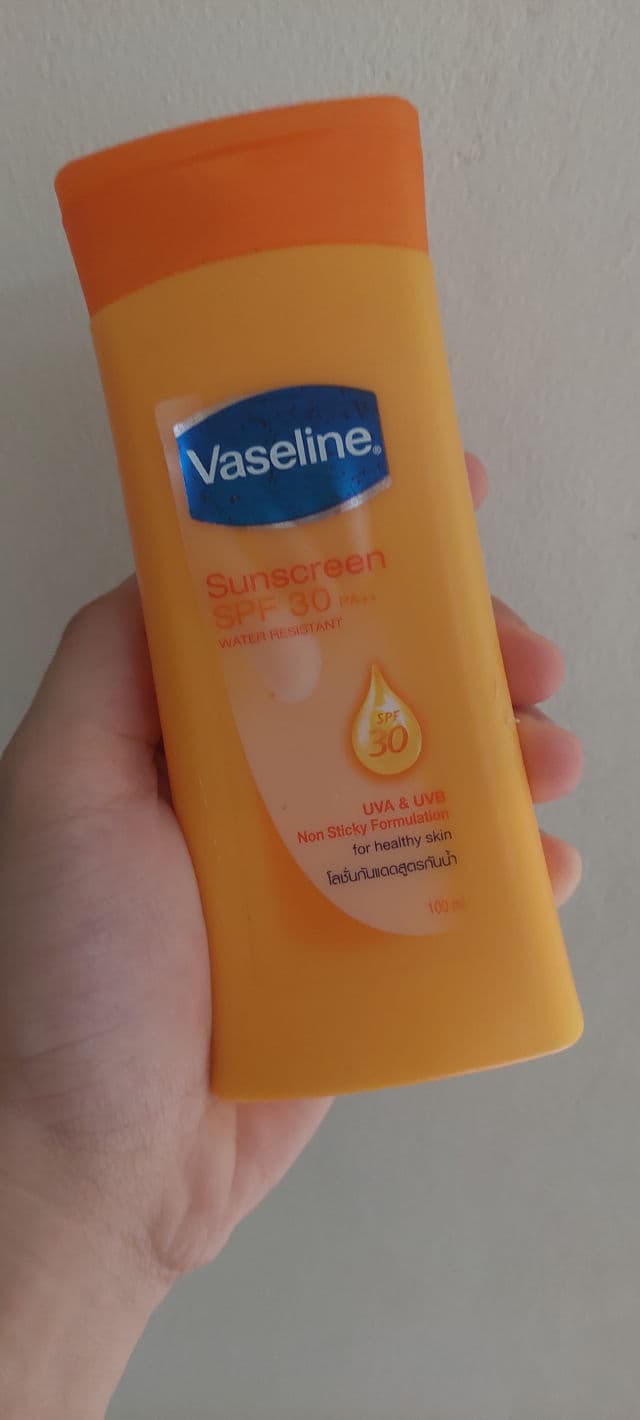 Vaseline®
Sunscreen
SPF 30 PA++
WATER RESISTANT
SPF
30
UVA & UVB
Non Sticky Formulation
for healthy skin
โลชั่นกันแดดสูตรกันน้ำ
100 ml